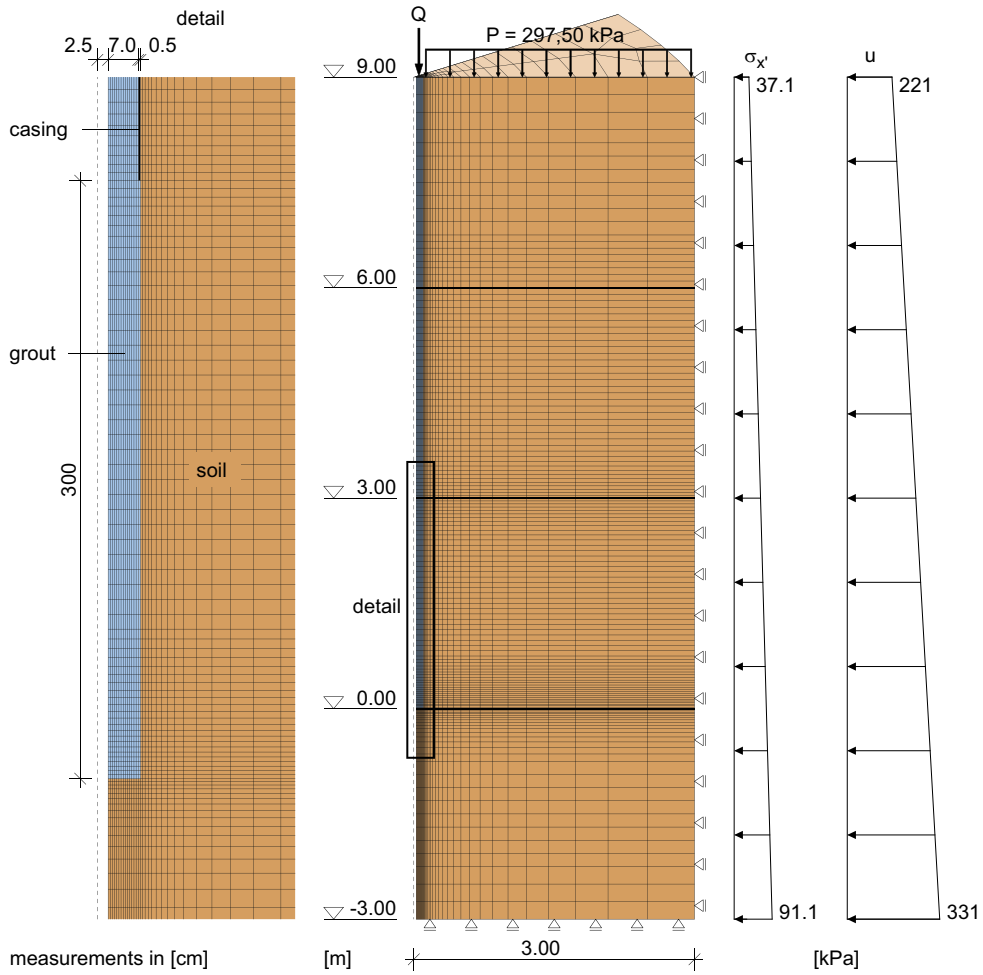 detail
2.5 7.0 0.5
casing
300
grout
soil
measurements in [cm]
Q
P = 297,50 kPa
9.00
6.00
3.00
detail
0.00
-3.00
[m]
3.00
σx'
37.1
91.1
u
221
331
[kPa]